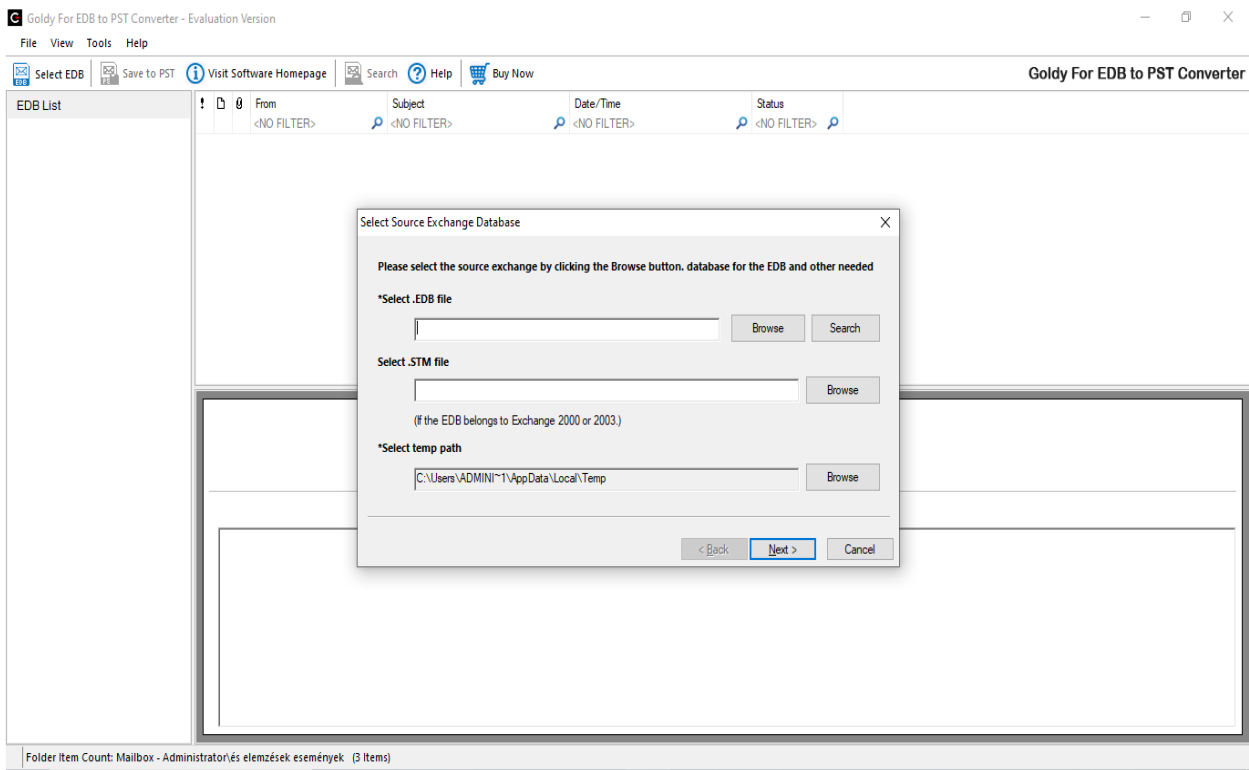 Goldy For EDB to PST Converter - Evaluation Version
File View Tools Help
EDB Select EDB Save to PST Visit Software Homepage Search Help Buy Now Goldy For EDB to PST Converter
EDB List
! From Subject Date/Time Status
<NO FILTER> <NO FILTER> <NO FILTER> <NO FILTER>
Select Source Exchange Database
Please select the source exchange by clicking the Browse button. database for the EDB and other needed
*Select .EDB file
Browse Search
Select .STM file
Browse
(If the EDB belongs to Exchange 2000 or 2003.)
*Select temp path
C:\Users\ADMINI~1\AppData\Local\Temp Browse
< Back Next > Cancel
Folder Item Count: Mailbox - Administrator\és elemzések események (3 Items)